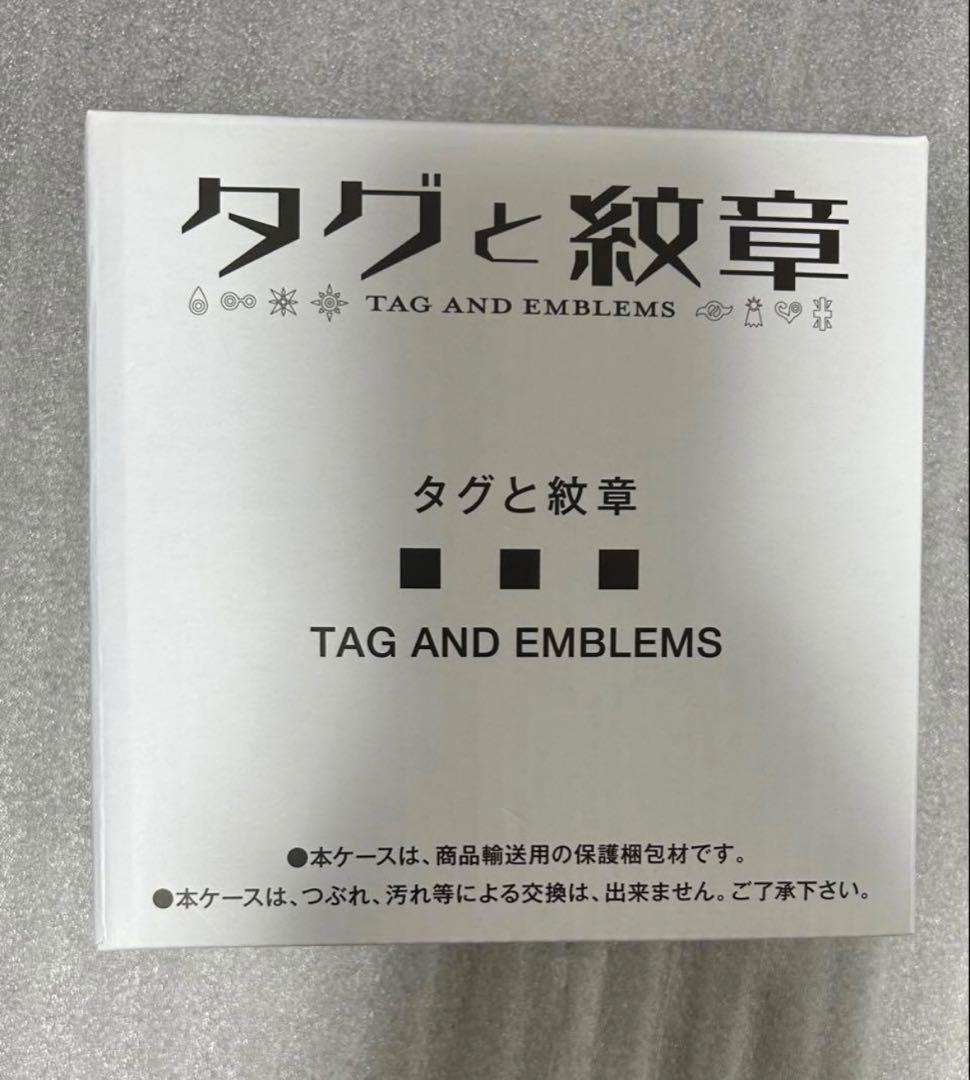 タグと紋章
TAG AND EMBLEMS
タグと紋章
■ ■ ■
TAG AND EMBLEMS
●本ケースは、商品輸送用の保護梱包材です。
●本ケースは、つぶれ、汚れ等による交換は、出来ません。ご了承下さい。